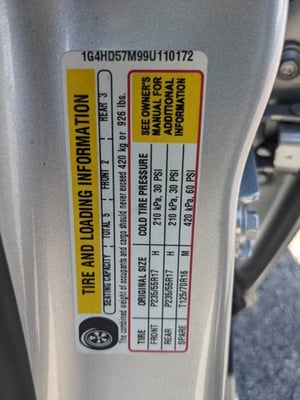 1G4HD57M99U110172
TIRE AND LOADING INFORMATION
SEATING CAPACITY TOTAL 5 FRONT 2 REAR 3
The combined weight of occupants and cargo should never exceed 420 kg or 926 lbs.
TIRE ORIGINAL SIZE COLD TIRE PRESSURE
FRONT P235/55R17 H 210 kPa, 30 PSI
REAR P235/55R17 H 210 kPa, 30 PSI
SPARE T125/70R16 M 420 kPa, 60 PSI
SEE OWNER'S
MANUAL FOR
ADDITIONAL
INFORMATION